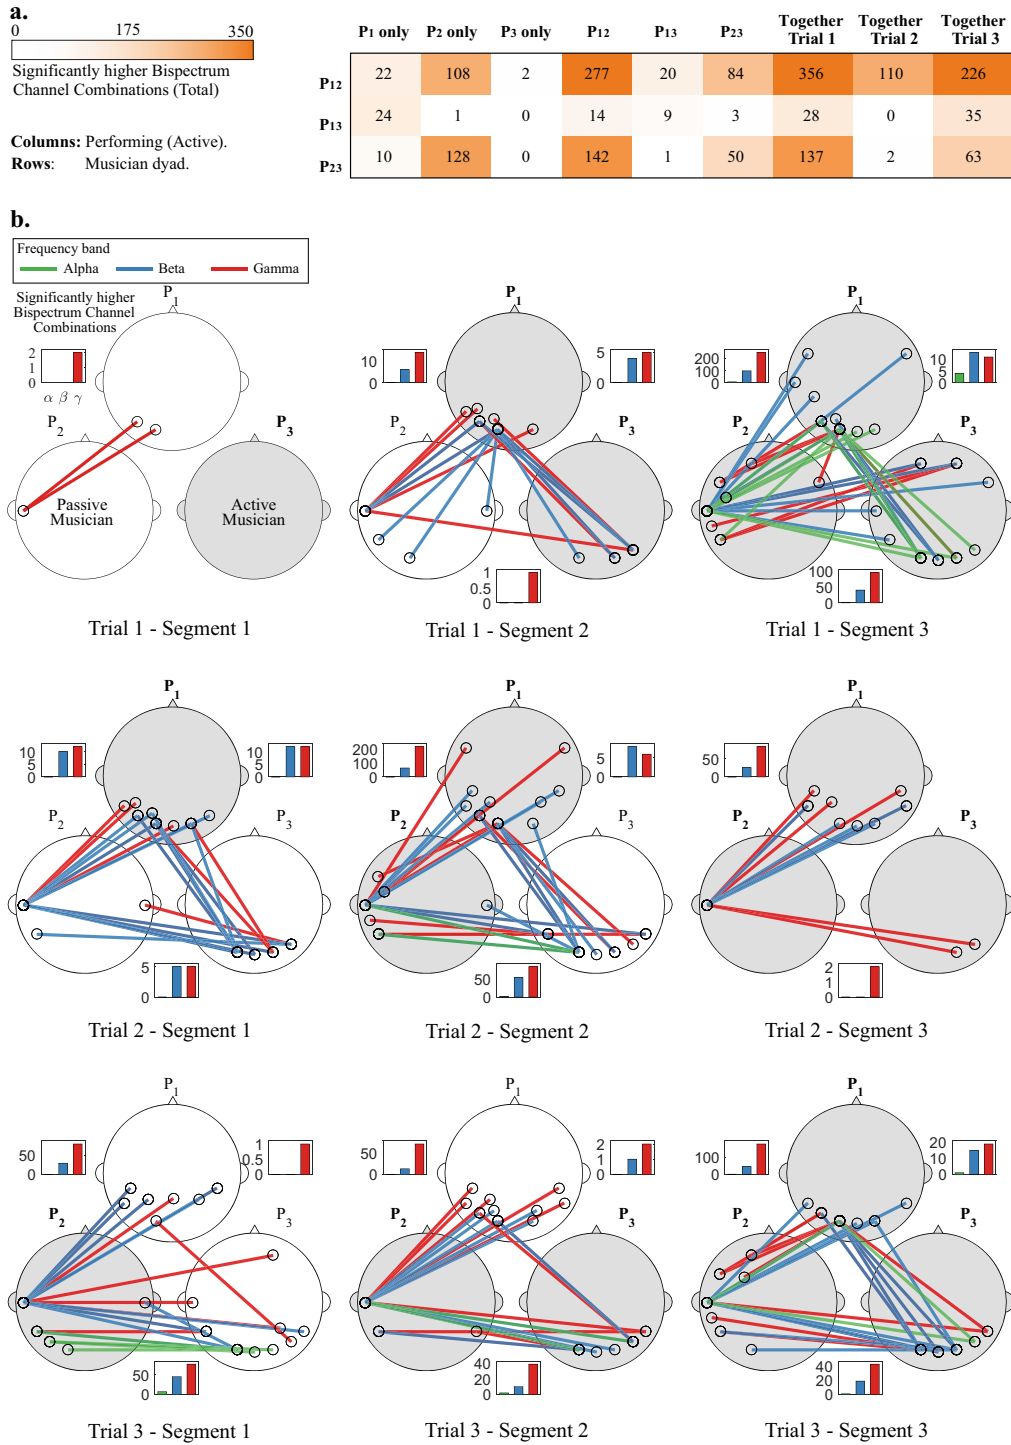 a.
0 175 350
Significantly higher Bispectrum
Channel Combinations (Total)
Columns: Performing (Active).
Rows: Musician dyad.
P1 only P2 only P3 only P12 P13 P23 Together Trial 1 Together Trial 2 Together Trial 3
P12 22 108 2 277 20 84 356 110 226
P13 24 1 0 14 9 3 28 0 35
P23 10 128 0 142 1 50 137 2 63
b.
Frequency band
Alpha Beta Gamma
Significantly higher
Bispectrum Channel
Combinations
2
1
0
α β γ
P1
P2
P3
Passive
Musician
Active
Musician
Trial 1 - Segment 1
P1
10
0
5
0
P2
P3
1
0.5
0
Trial 1 - Segment 2
P1
200
100
0
10
5
0
P2
P3
100
50
0
Trial 1 - Segment 3
P1
10
5
0
10
5
0
P2
P3
5
0
Trial 2 - Segment 1
P1
200
100
0
5
0
P2
P3
50
0
Trial 2 - Segment 2
P1
50
0
P2
P3
2
1
0
Trial 2 - Segment 3
P1
50
0
1
0.5
0
P2
P3
50
0
Trial 3 - Segment 1
P1
50
0
2
1
0
P2
P3
40
20
0
Trial 3 - Segment 2
P1
100
0
20
10
0
P2
P3
40
20
0
Trial 3 - Segment 3